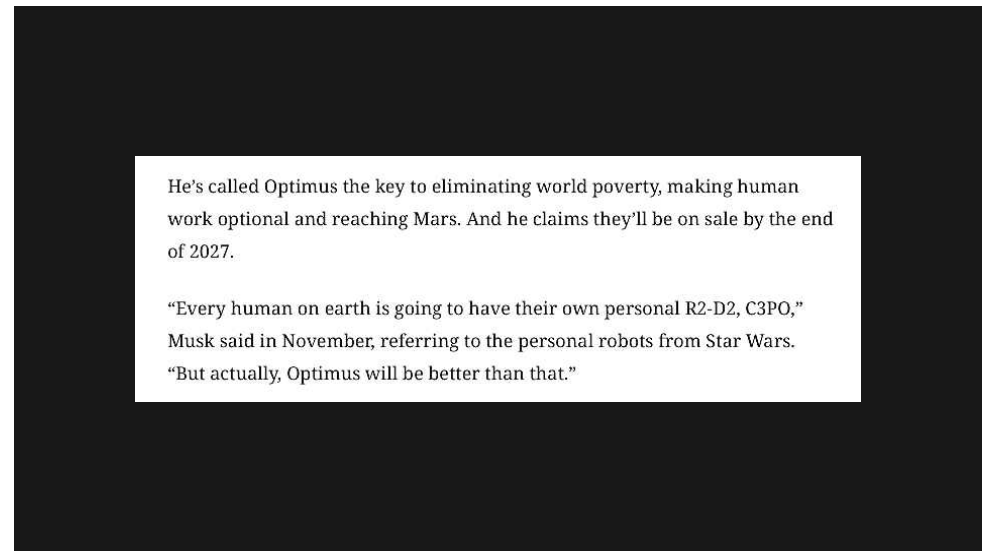 He’s called Optimus the key to eliminating world poverty, making human
work optional and reaching Mars. And he claims they’ll be on sale by the end
of 2027.
“Every human on earth is going to have their own personal R2-D2, C3PO,”
Musk said in November, referring to the personal robots from Star Wars.
“But actually, Optimus will be better than that.”